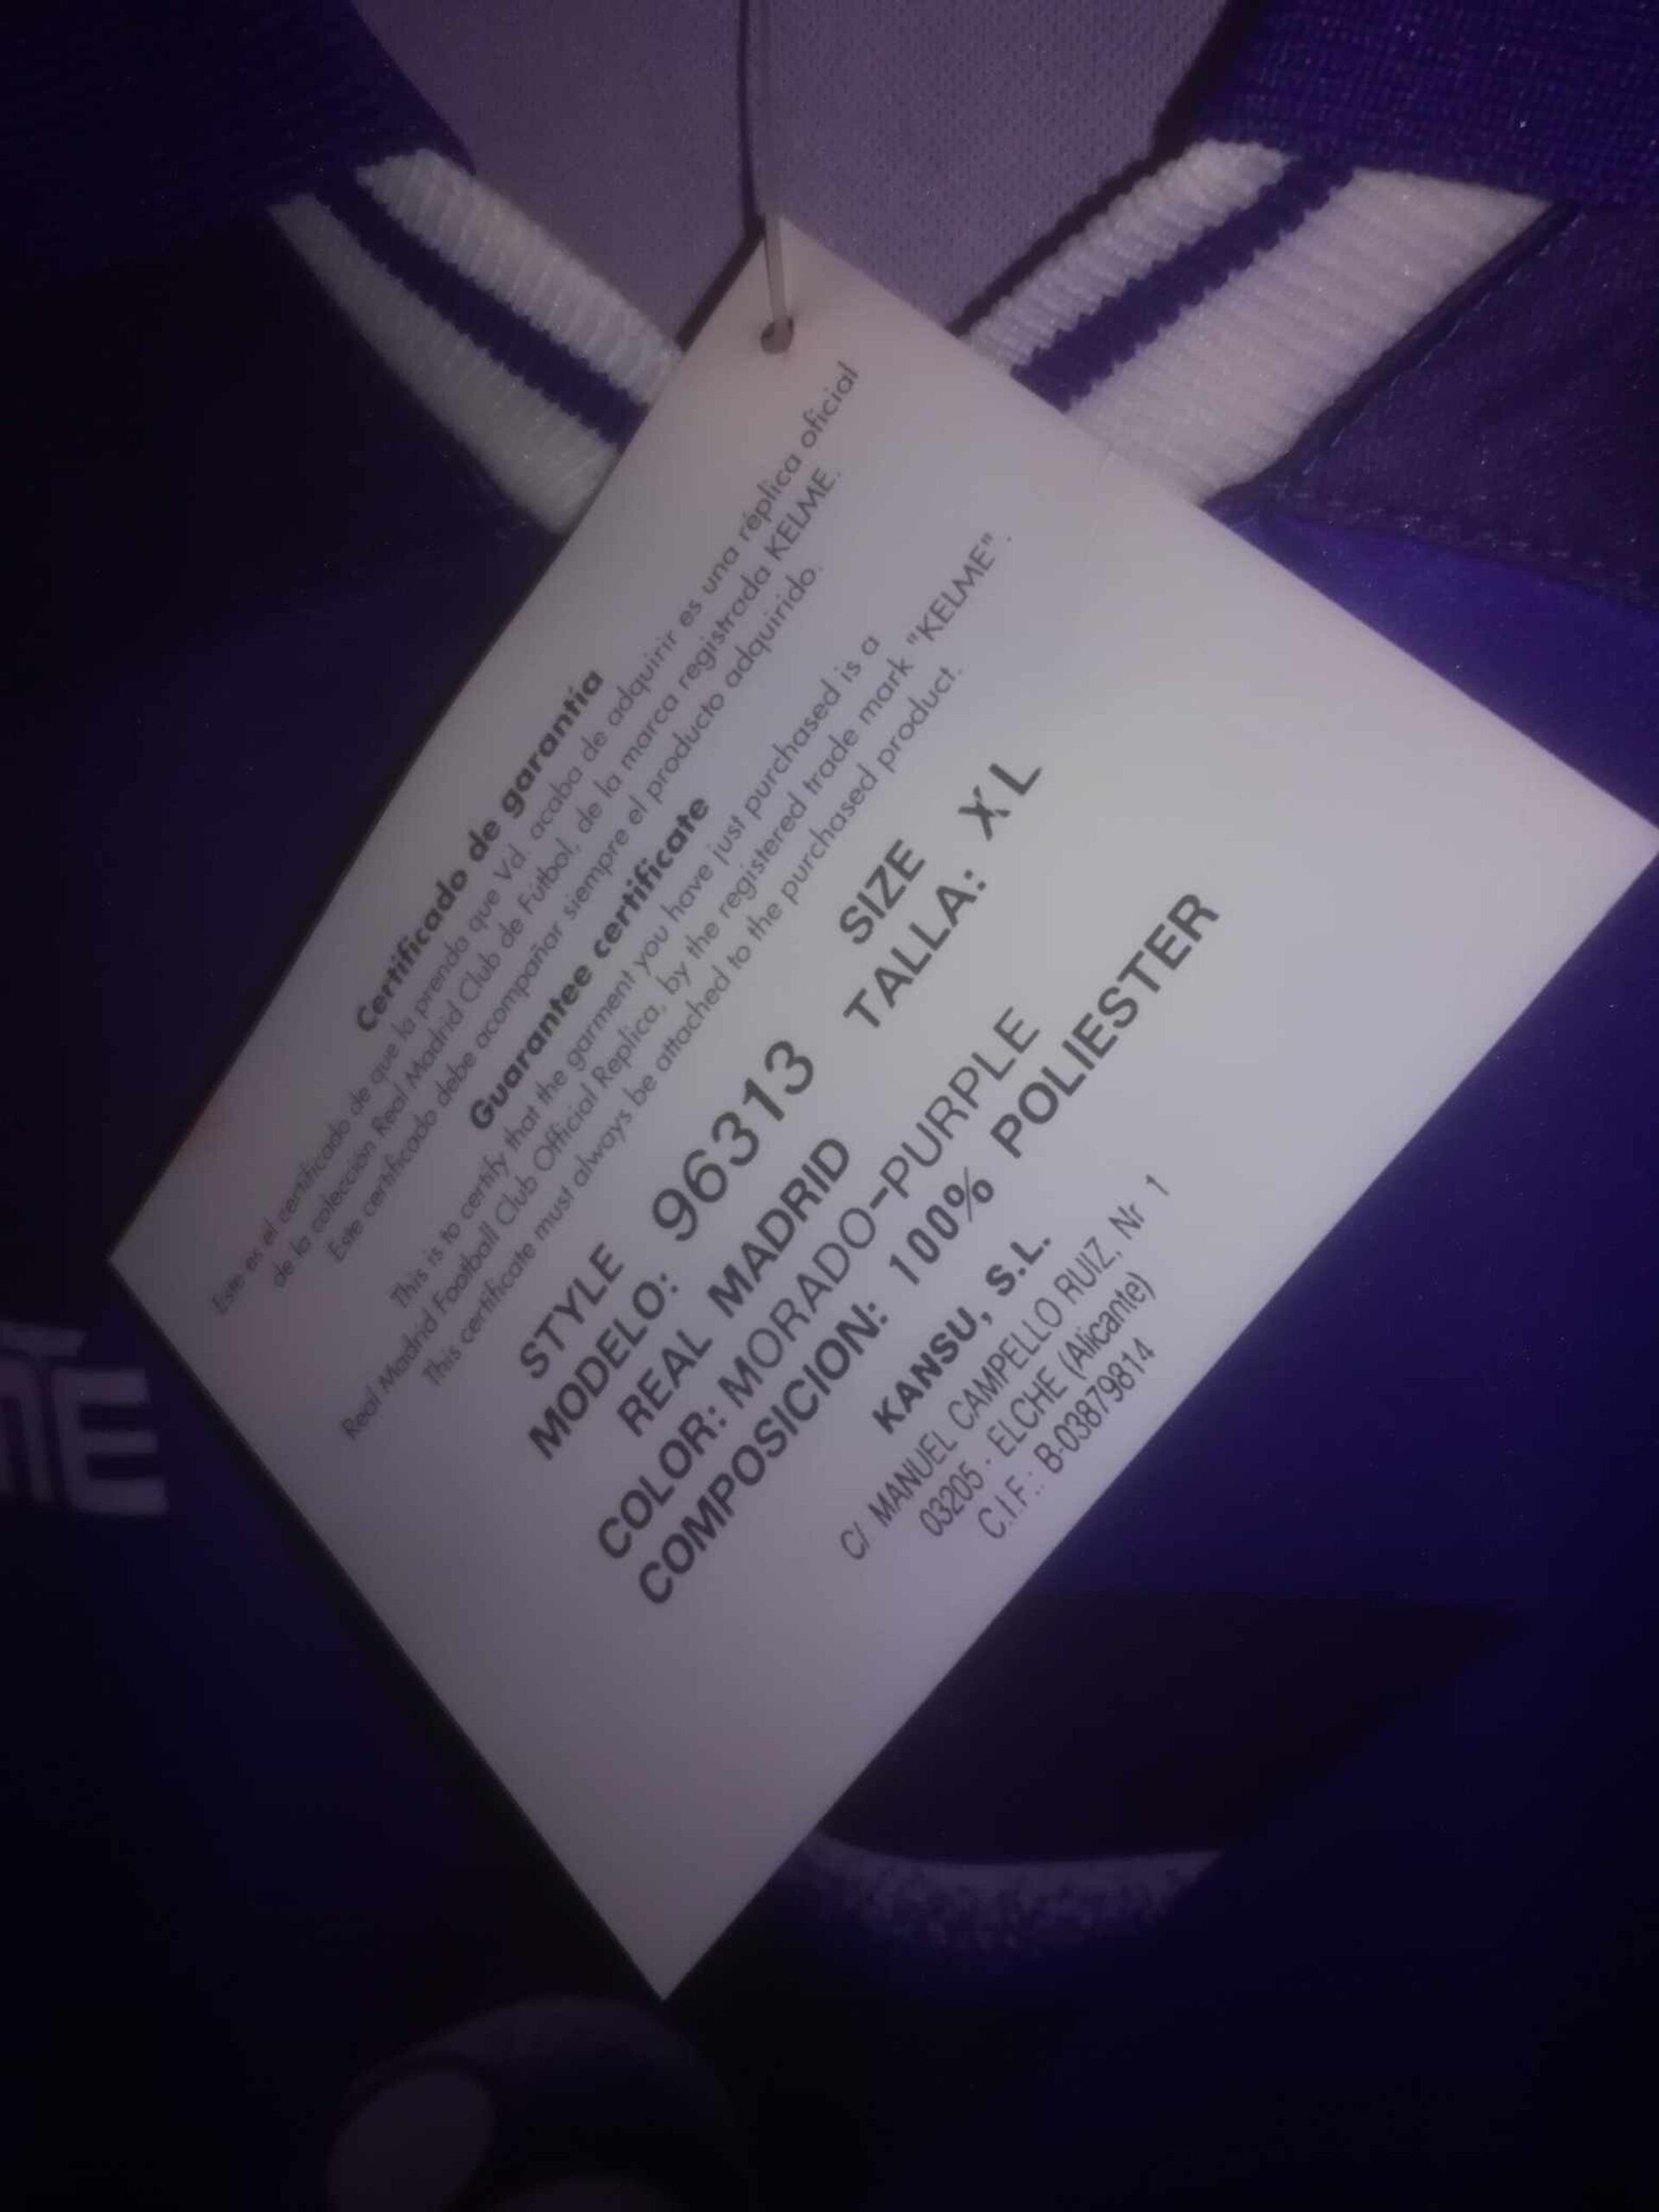 Certificado de garantía
Este es el certificado de que la prenda que Vd. acaba de adquirir es una réplica oficial
de la colección Real Madrid Club de Fútbol, de la marca registrada KELME.
Este certificado debe acompañar siempre el producto adquirido.
Guarantee certificate
This is to certify that the garment you have just purchased is a
Real Madrid Football Club Official Replica, by the registered trade mark "KELME".
This certificate must always be attached to the purchased product.
STYLE SIZE
MODELO: 96313 TALLA: XL
REAL MADRID
COLOR: MORADO-PURPLE
COMPOSICION: 100% POLIESTER
KANSU, S.L.
C/ MANUEL CAMPELLO RUIZ, Nr 1
03205 - ELCHE (Alicante)
C.I.F.: B-03879814